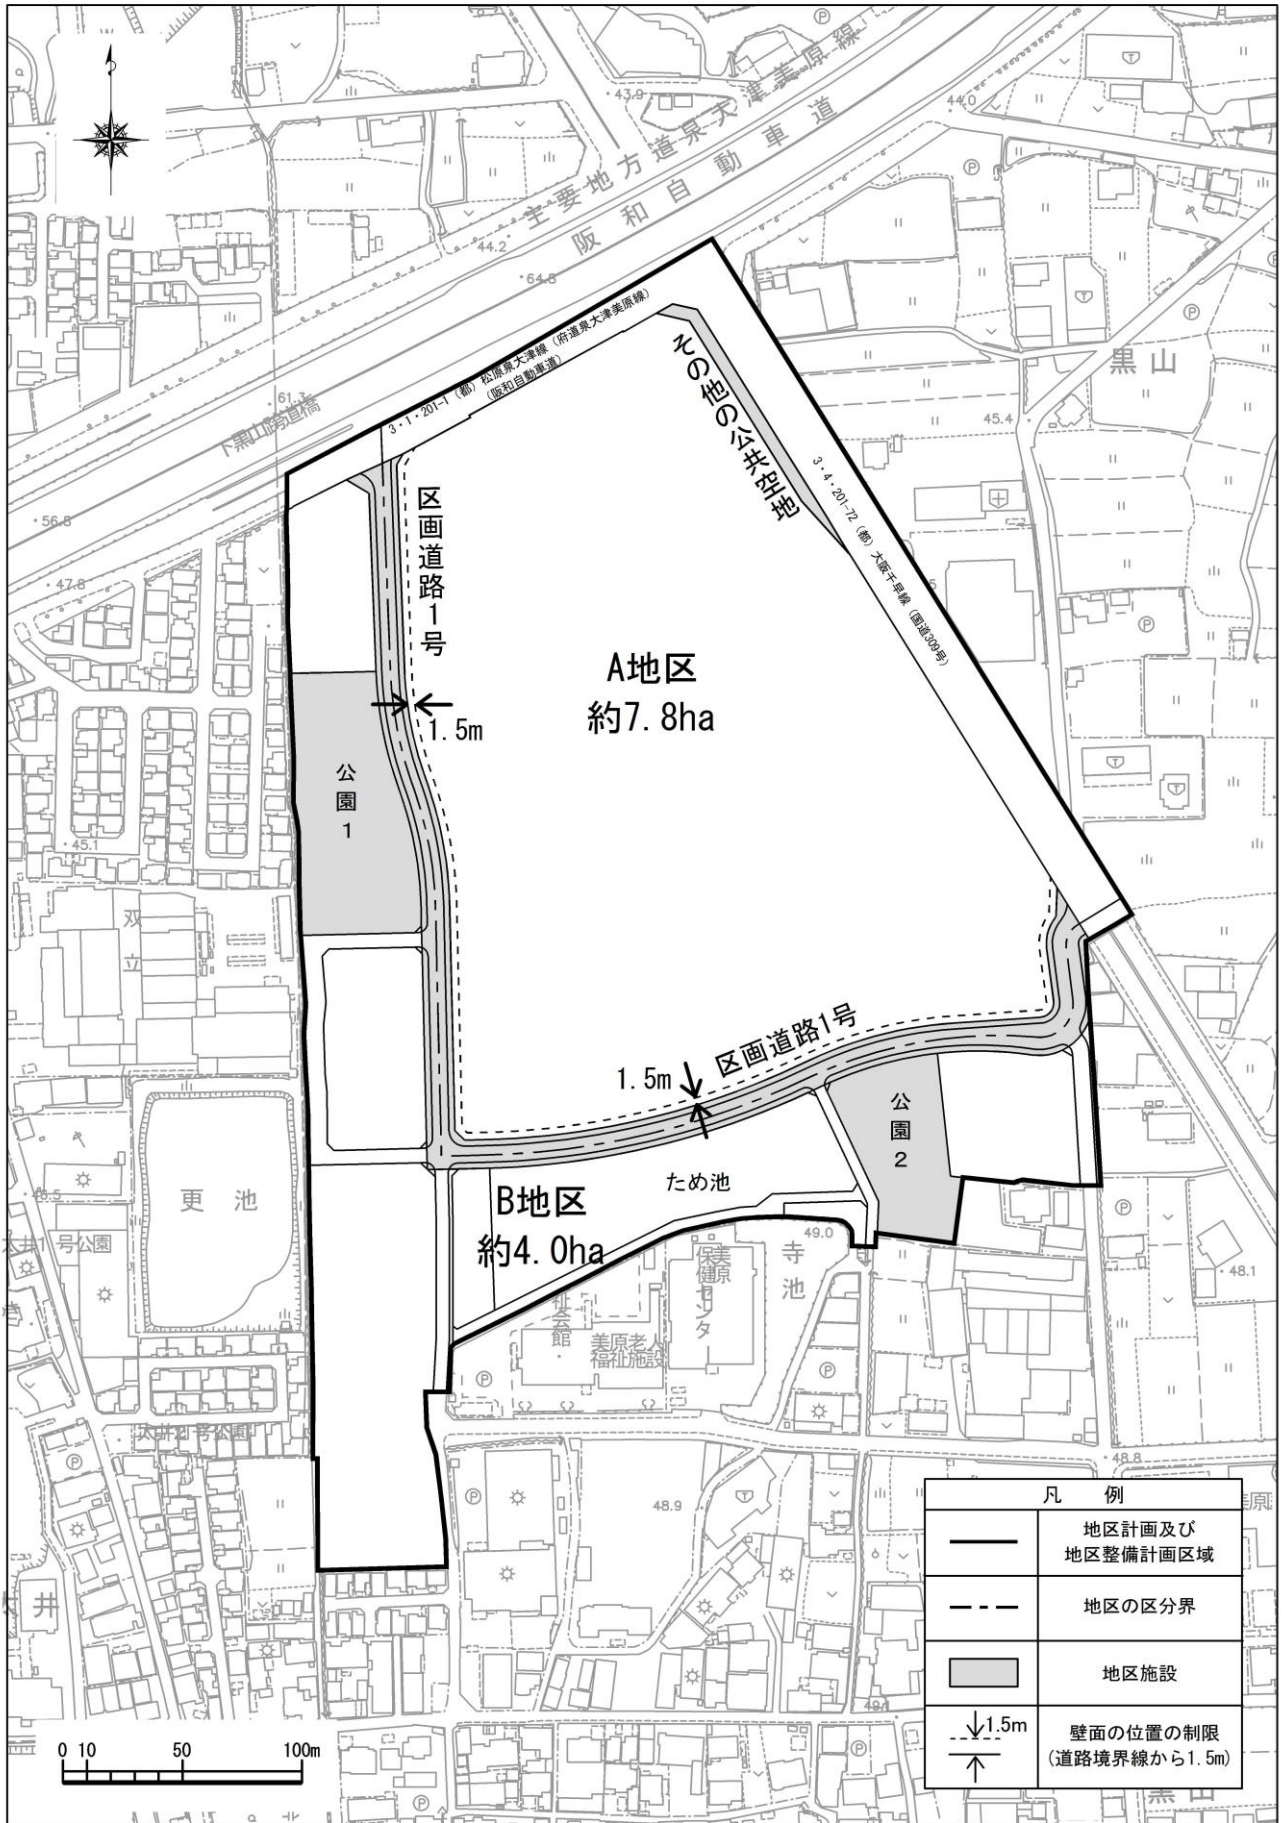 43.9
44.0
主要地方道泉大津美原線
阪和自動車道
44.2
64.8
3・1・201-1（都）松原泉大津線（府道泉大津美原線）
（阪和自動車道）
61.3
下黒山跨道橋
56.8
47.8
その他の公共空地
3・4・201-72（都）大阪千早線（国道309号）
黒山
45.4
区画道路1号
A地区
約7.8ha
1.5m
公園1
45.1
双立
区画道路1号
1.5m
公園2
ため池
B地区
約4.0ha
更 池
46.5
太井1号公園
49.0
寺池
48.1
美原保健センター
祉会館
美原老人
福祉施設
太井2号公園
48.8
48.9
井
美原
黒山
凡 例
地区計画及び
地区整備計画区域
地区の区分界
地区施設
1.5m
壁面の位置の制限
(道路境界線から1.5m)
0 10 50 100m